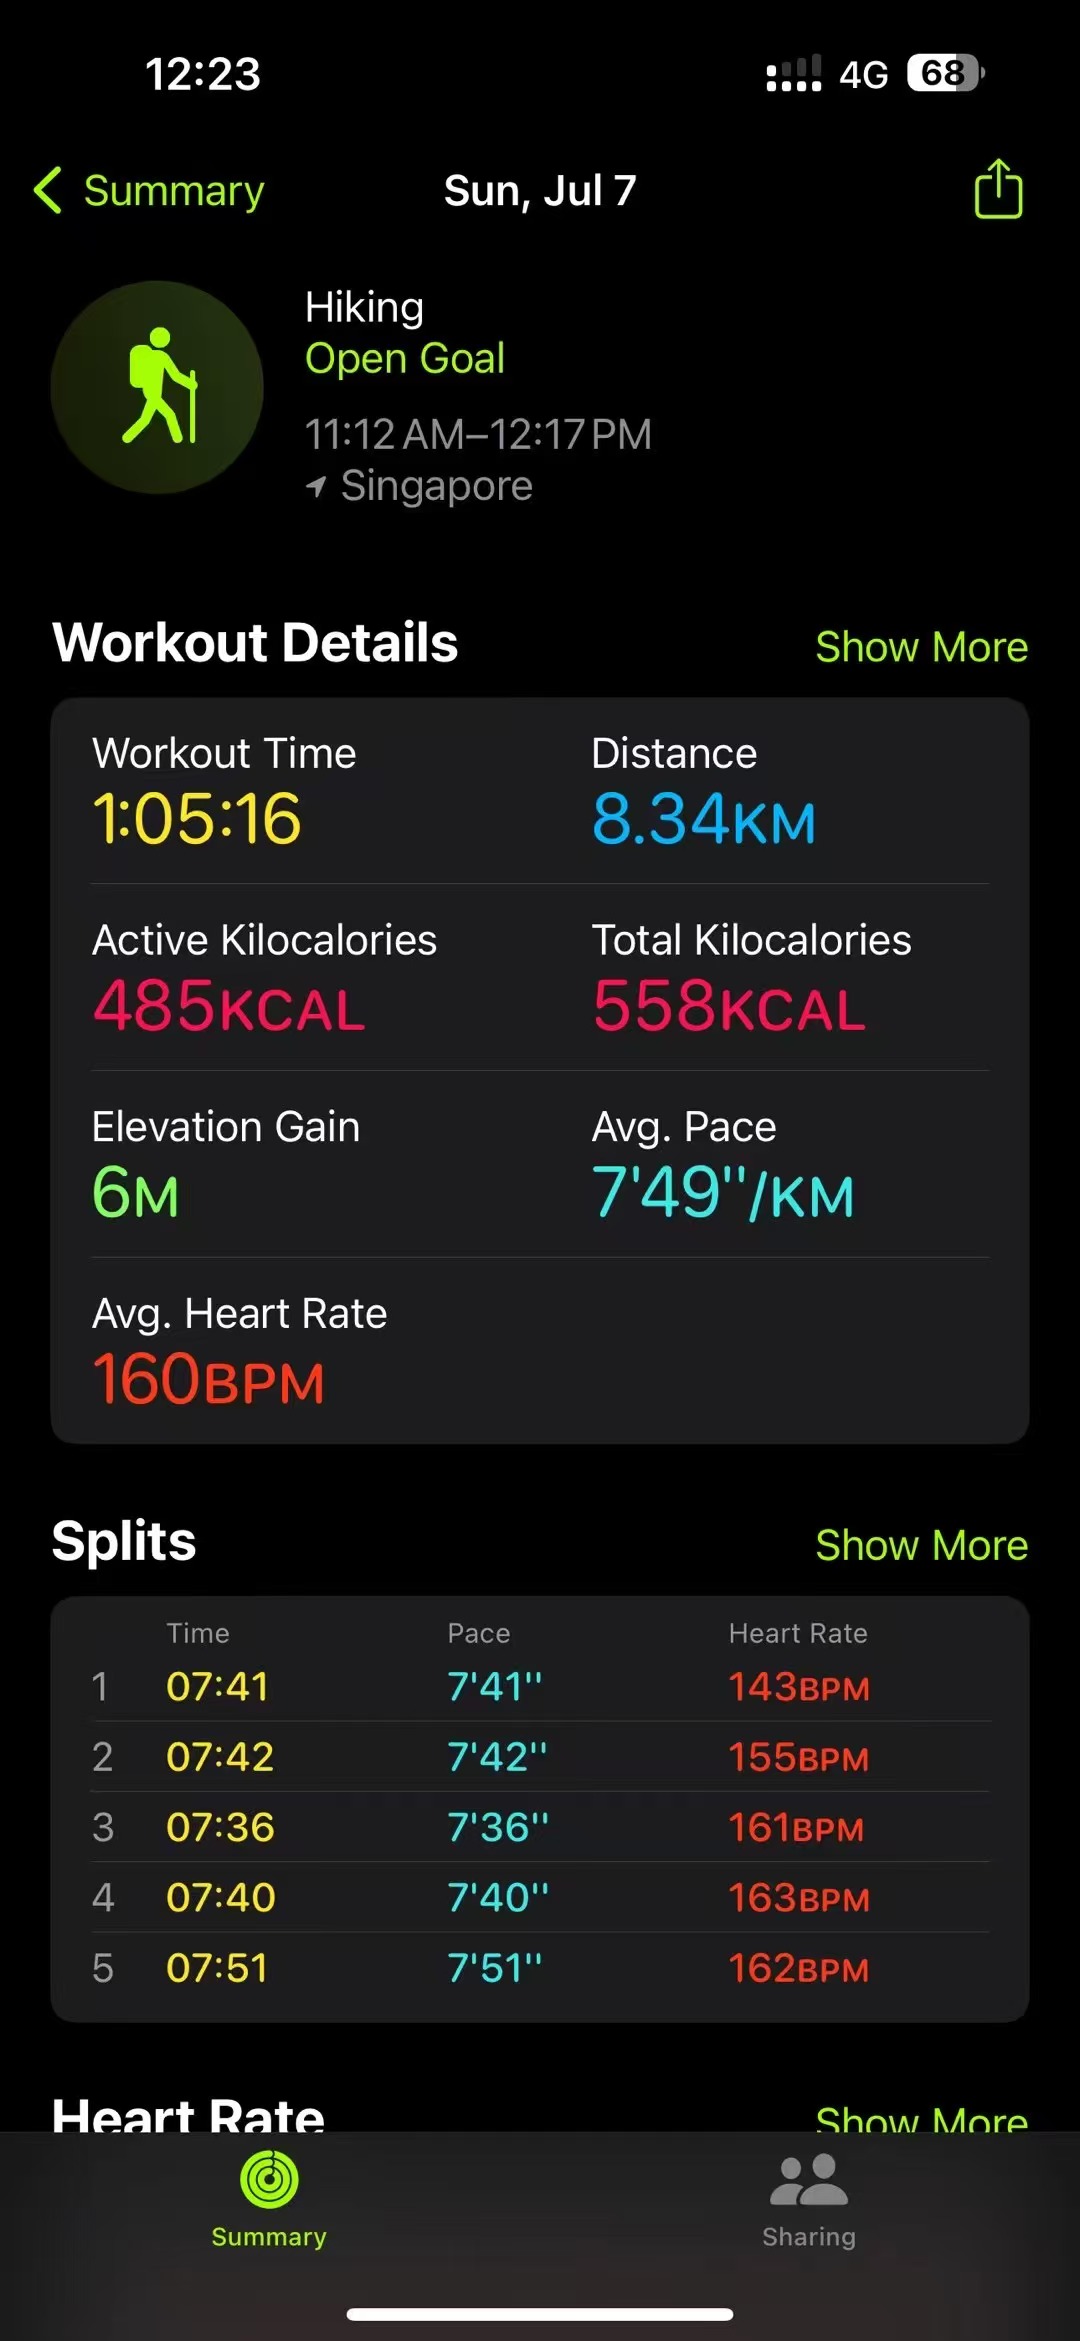 12:23
4G 68
Summary
Sun, Jul 7
Hiking
Open Goal
11:12 AM–12:17 PM
Singapore
Workout Details
Show More
Workout Time
Distance
1:05:16
8.34KM
Active Kilocalories
Total Kilocalories
485KCAL
558KCAL
Elevation Gain
Avg. Pace
6M
7'49''/KM
Avg. Heart Rate
160BPM
Splits
Show More
Time Pace Heart Rate
1 07:41 7'41'' 143BPM
2 07:42 7'42'' 155BPM
3 07:36 7'36'' 161BPM
4 07:40 7'40'' 163BPM
5 07:51 7'51'' 162BPM
Heart Rate
Show More
Summary
Sharing